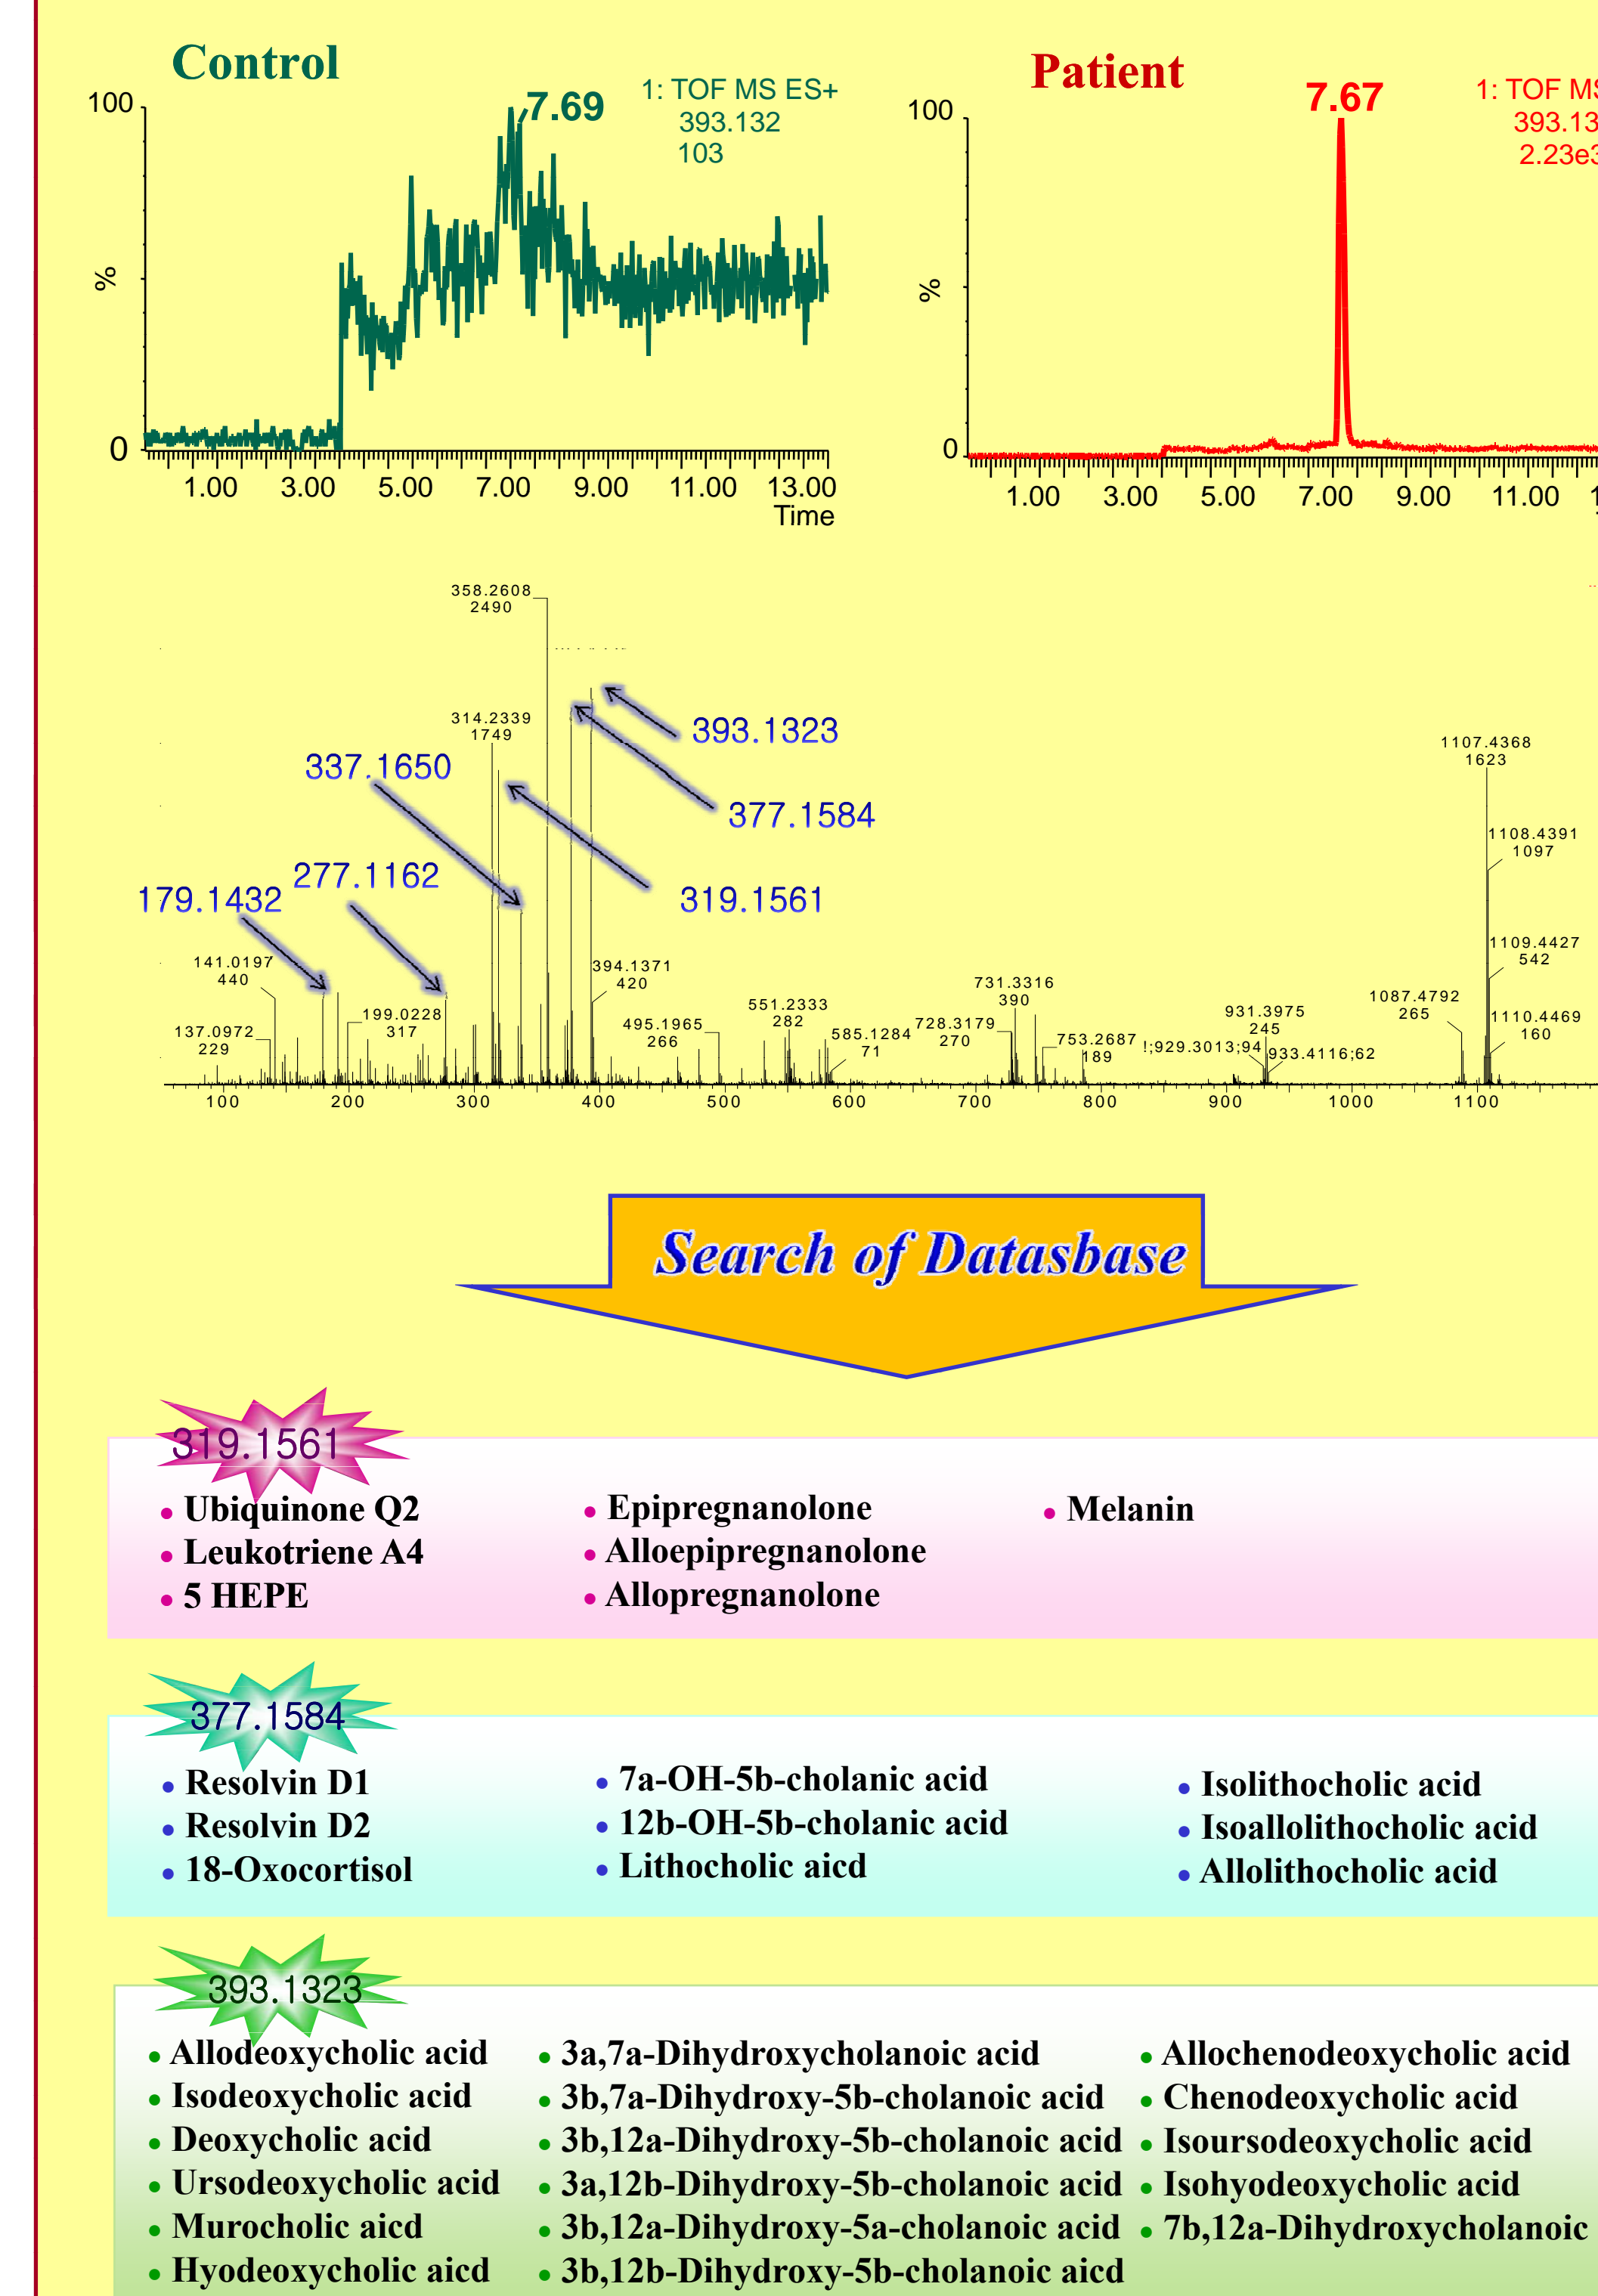 Control
7.69
1: TOF MS ES+
393.132
103
100
%
0
1.00 3.00 5.00 7.00 9.00 11.00 13.00
Time
Patient
7.67
1: TOF MS
393.13
2.23e3
100
%
0
1.00 3.00 5.00 7.00 9.00 11.00
358.2608
2490
314.2339
1749
393.1323
377.1584
337.1650
319.1561
277.1162
179.1432
141.0197
440
137.0972
229
199.0228
317
394.1371
420
495.1965
266
551.2333
282
585.1284
71
731.3316
390
728.3179
270
753.2687
189
!;929.3013;94
931.3975
245
933.4116;62
1087.4792
265
1107.4368
1623
1108.4391
1097
1109.4427
542
1110.4469
160
100 200 300 400 500 600 700 800 900 1000 1100
Search of Datasbase
319.1561
• Ubiquinone Q2
• Leukotriene A4
• 5 HEPE
• Epipregnanolone
• Alloepipregnanolone
• Allopregnanolone
• Melanin
377.1584
• Resolvin D1
• Resolvin D2
• 18-Oxocortisol
• 7a-OH-5b-cholanic acid
• 12b-OH-5b-cholanic acid
• Lithocholic aicd
• Isolithocholic acid
• Isoallolithocholic acid
• Allolithocholic acid
393.1323
• Allodeoxycholic acid
• Isodeoxycholic acid
• Deoxycholic acid
• Ursodeoxycholic acid
• Murocholic aicd
• Hyodeoxycholic aicd
• 3a,7a-Dihydroxycholanoic acid
• 3b,7a-Dihydroxy-5b-cholanoic acid
• 3b,12a-Dihydroxy-5b-cholanoic acid
• 3a,12b-Dihydroxy-5b-cholanoic acid
• 3b,12a-Dihydroxy-5a-cholanoic acid
• 3b,12b-Dihydroxy-5b-cholanoic aicd
• Allochenodeoxycholic acid
• Chenodeoxycholic acid
• Isoursodeoxycholic acid
• Isohyodeoxycholic acid
• 7b,12a-Dihydroxycholanoic